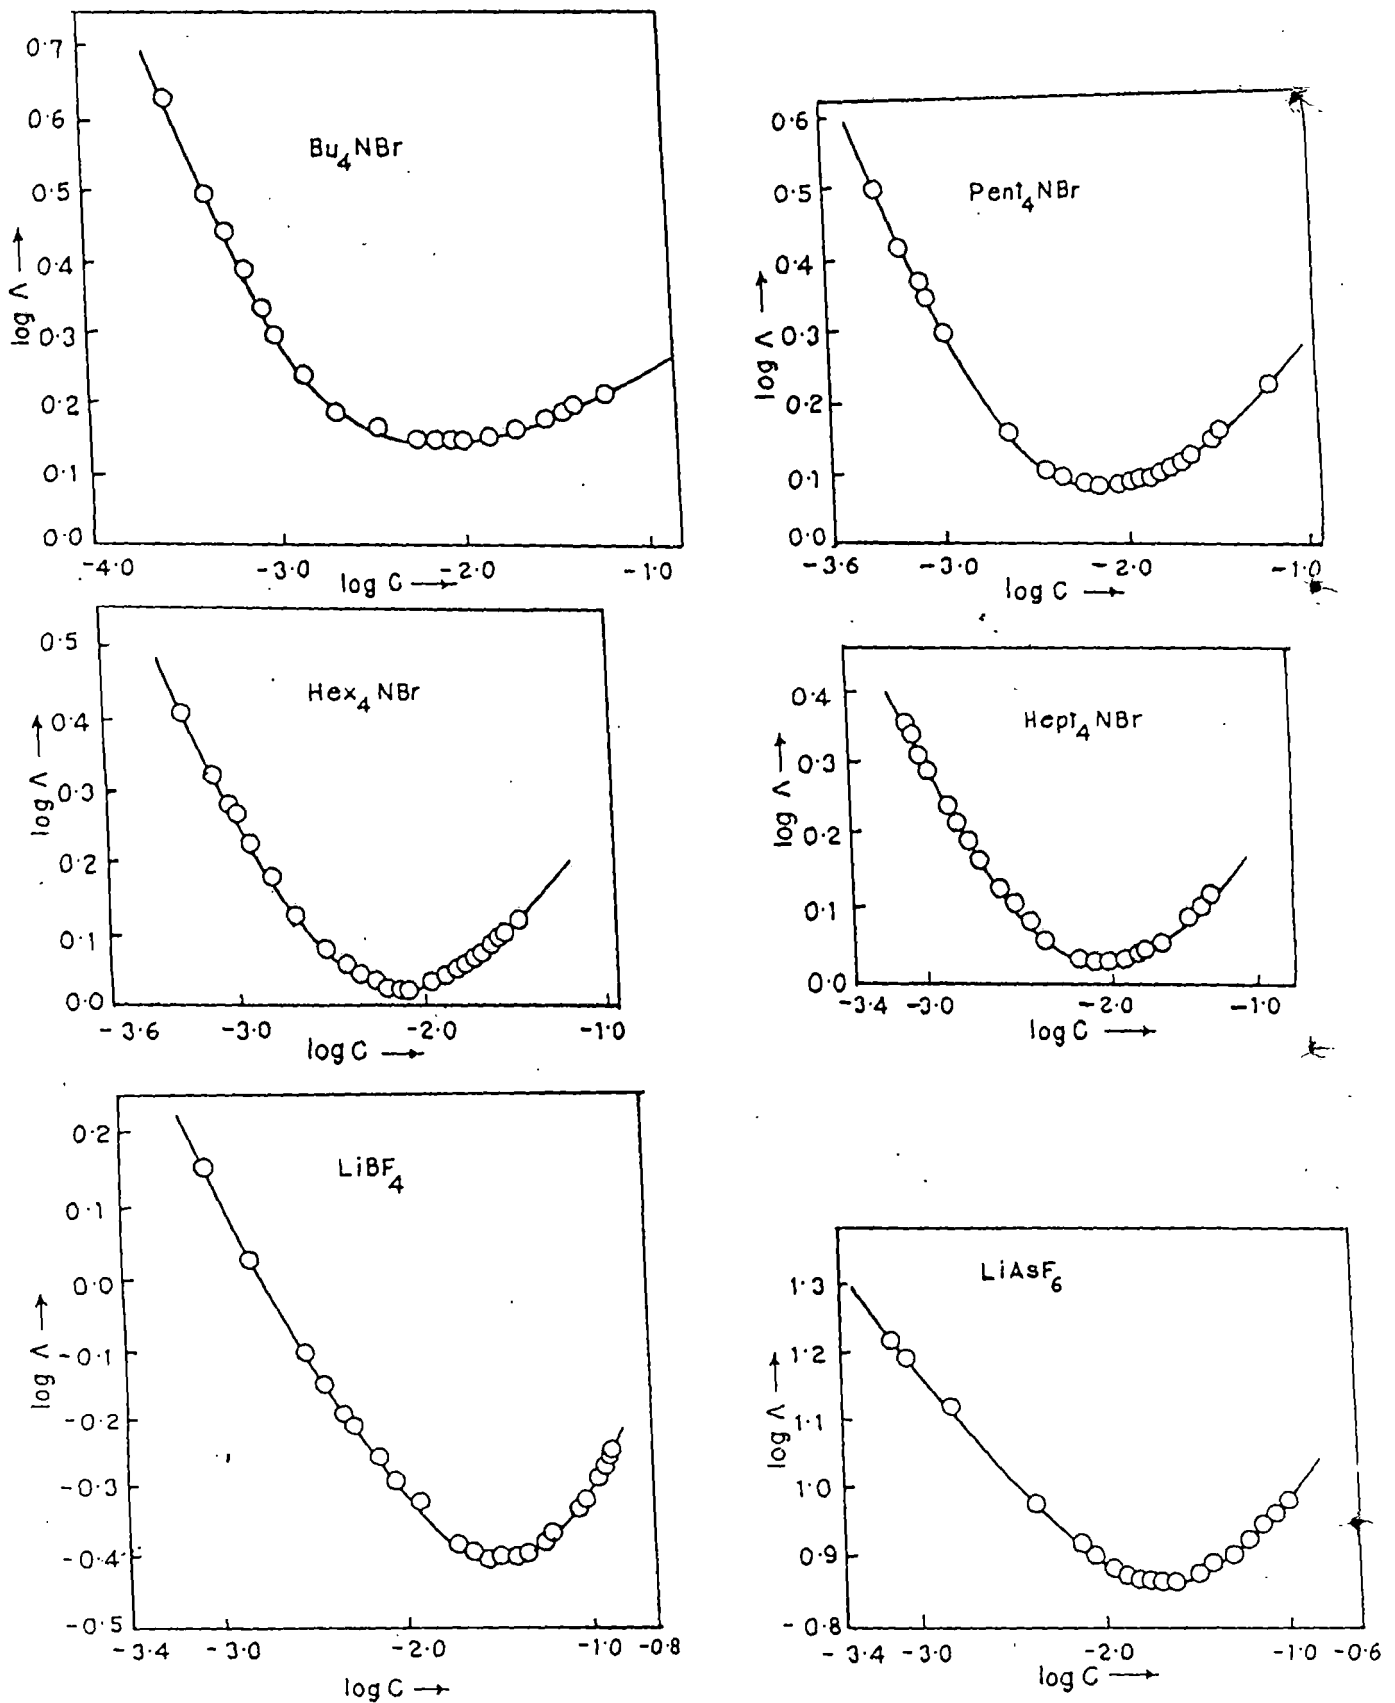 Bu4NBr
0.7
0.6
0.5
0.4
0.3
0.2
0.1
0.0
log Λ →
-4.0 -3.0 -2.0 -1.0
log C →
Pent4NBr
0.6
0.5
0.4
0.3
0.2
0.1
0.0
log Λ →
-3.6 -3.0 -2.0 -1.0
log C →
Hex4NBr
0.5
0.4
0.3
0.2
0.1
0.0
log Λ →
-3.6 -3.0 -2.0 -1.0
log C →
Hept4NBr
0.4
0.3
0.2
0.1
0.0
log Λ →
-3.4 -3.0 -2.0 -1.0
log C →
LiBF4
0.2
0.1
0.0
-0.1
-0.2
-0.3
-0.4
-0.5
log Λ →
-3.4 -3.0 -2.0 -1.0 -0.8
log C →
LiAsF6
1.3
1.2
1.1
1.0
0.9
-0.8
log Λ →
-3.4 -3.0 -2.0 -1.0 -0.6
log C →